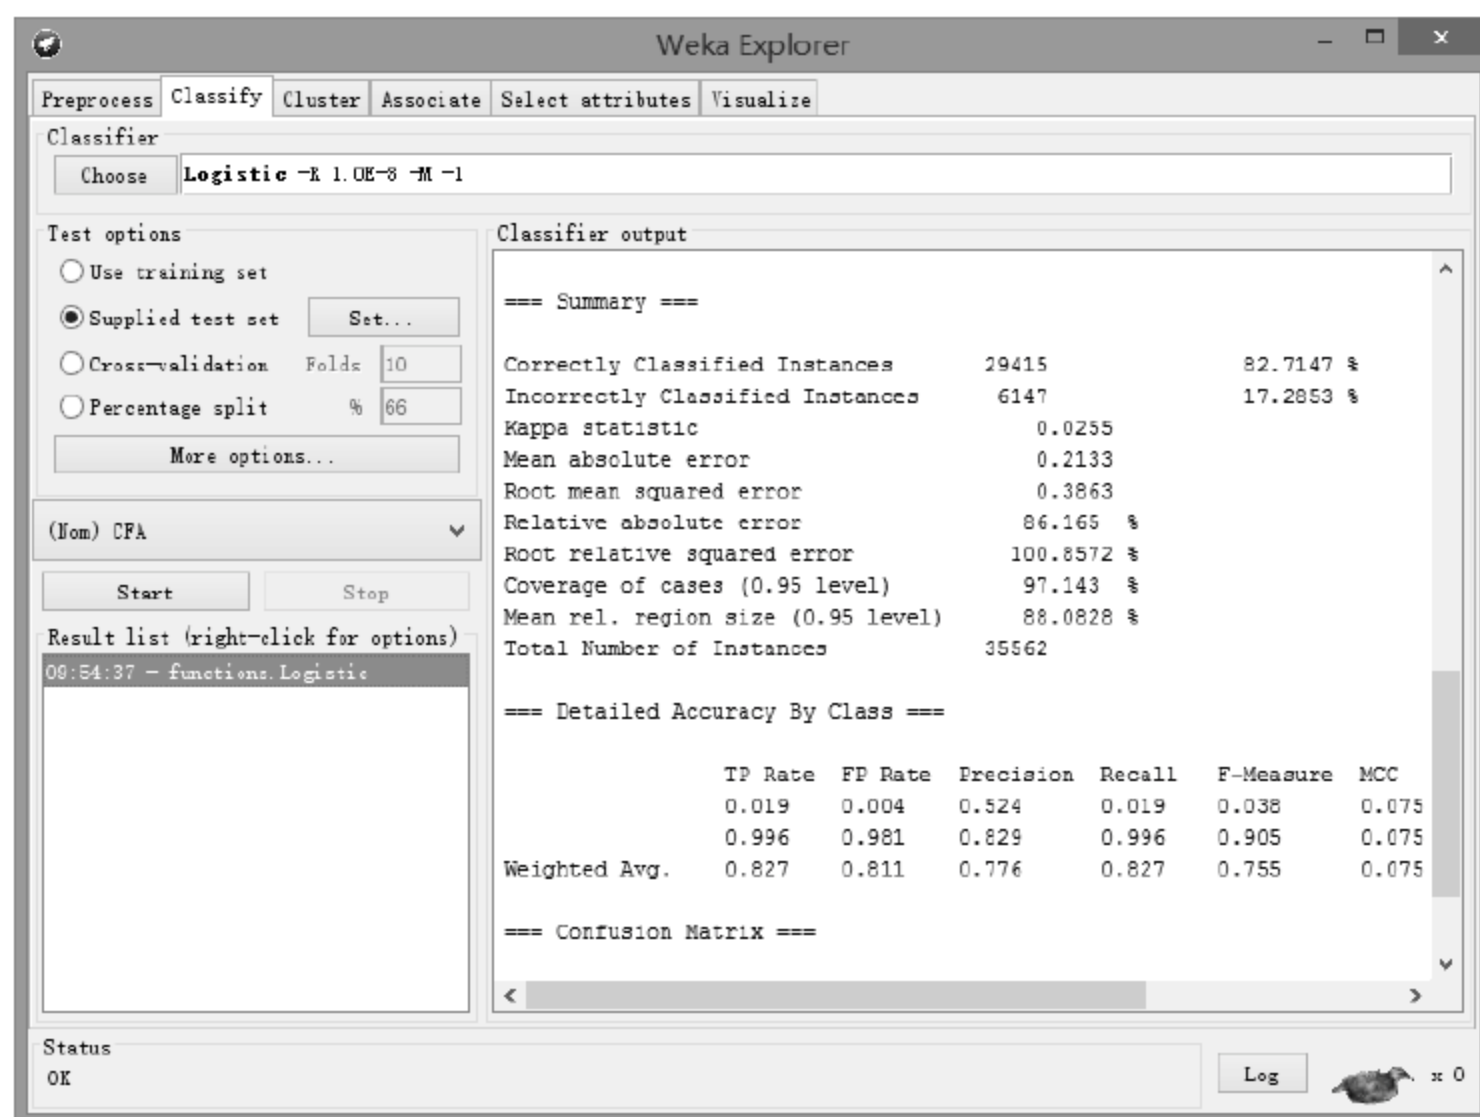 Weka Explorer
Preprocess Classify Cluster Associate Select attributes Visualize
Classifier
Choose Logistic -R 1.0E-8 -M -1
Test options
Use training set
Supplied test set Set...
Cross-validation Folds 10
Percentage split % 66
More options...
(Nom) CFA
Start Stop
Result list (right-click for options)
09:54:37 - functions.Logistic
Classifier output
=== Summary ===
Correctly Classified Instances 29415 82.7147 %
Incorrectly Classified Instances 6147 17.2853 %
Kappa statistic 0.0255
Mean absolute error 0.2133
Root mean squared error 0.3863
Relative absolute error 86.165 %
Root relative squared error 100.8572 %
Coverage of cases (0.95 level) 97.143 %
Mean rel. region size (0.95 level) 88.0828 %
Total Number of Instances 35562
=== Detailed Accuracy By Class ===
TP Rate FP Rate Precision Recall F-Measure MCC
0.019 0.004 0.524 0.019 0.038 0.075
0.996 0.981 0.829 0.996 0.905 0.075
Weighted Avg. 0.827 0.811 0.776 0.827 0.755 0.075
=== Confusion Matrix ===
Status
OK
Log x 0